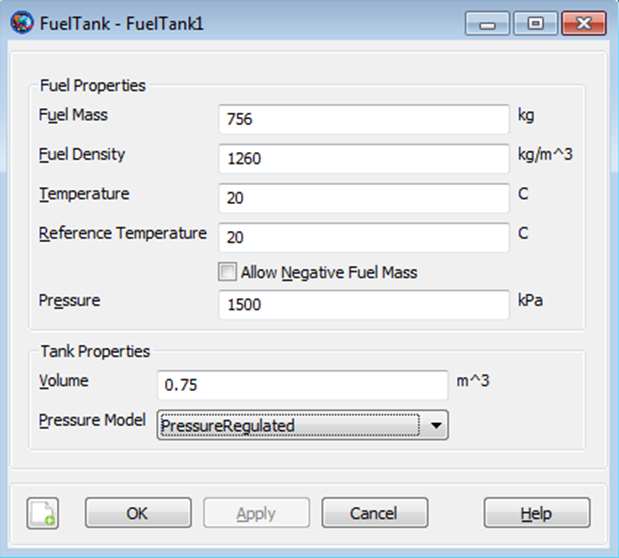 FuelTank - FuelTank1
Fuel Properties
Fuel Mass 756 kg
Fuel Density 1260 kg/m^3
Temperature 20 C
Reference Temperature 20 C
Allow Negative Fuel Mass
Pressure 1500 kPa
Tank Properties
Volume 0.75 m^3
Pressure Model PressureRegulated
OK Apply Cancel Help